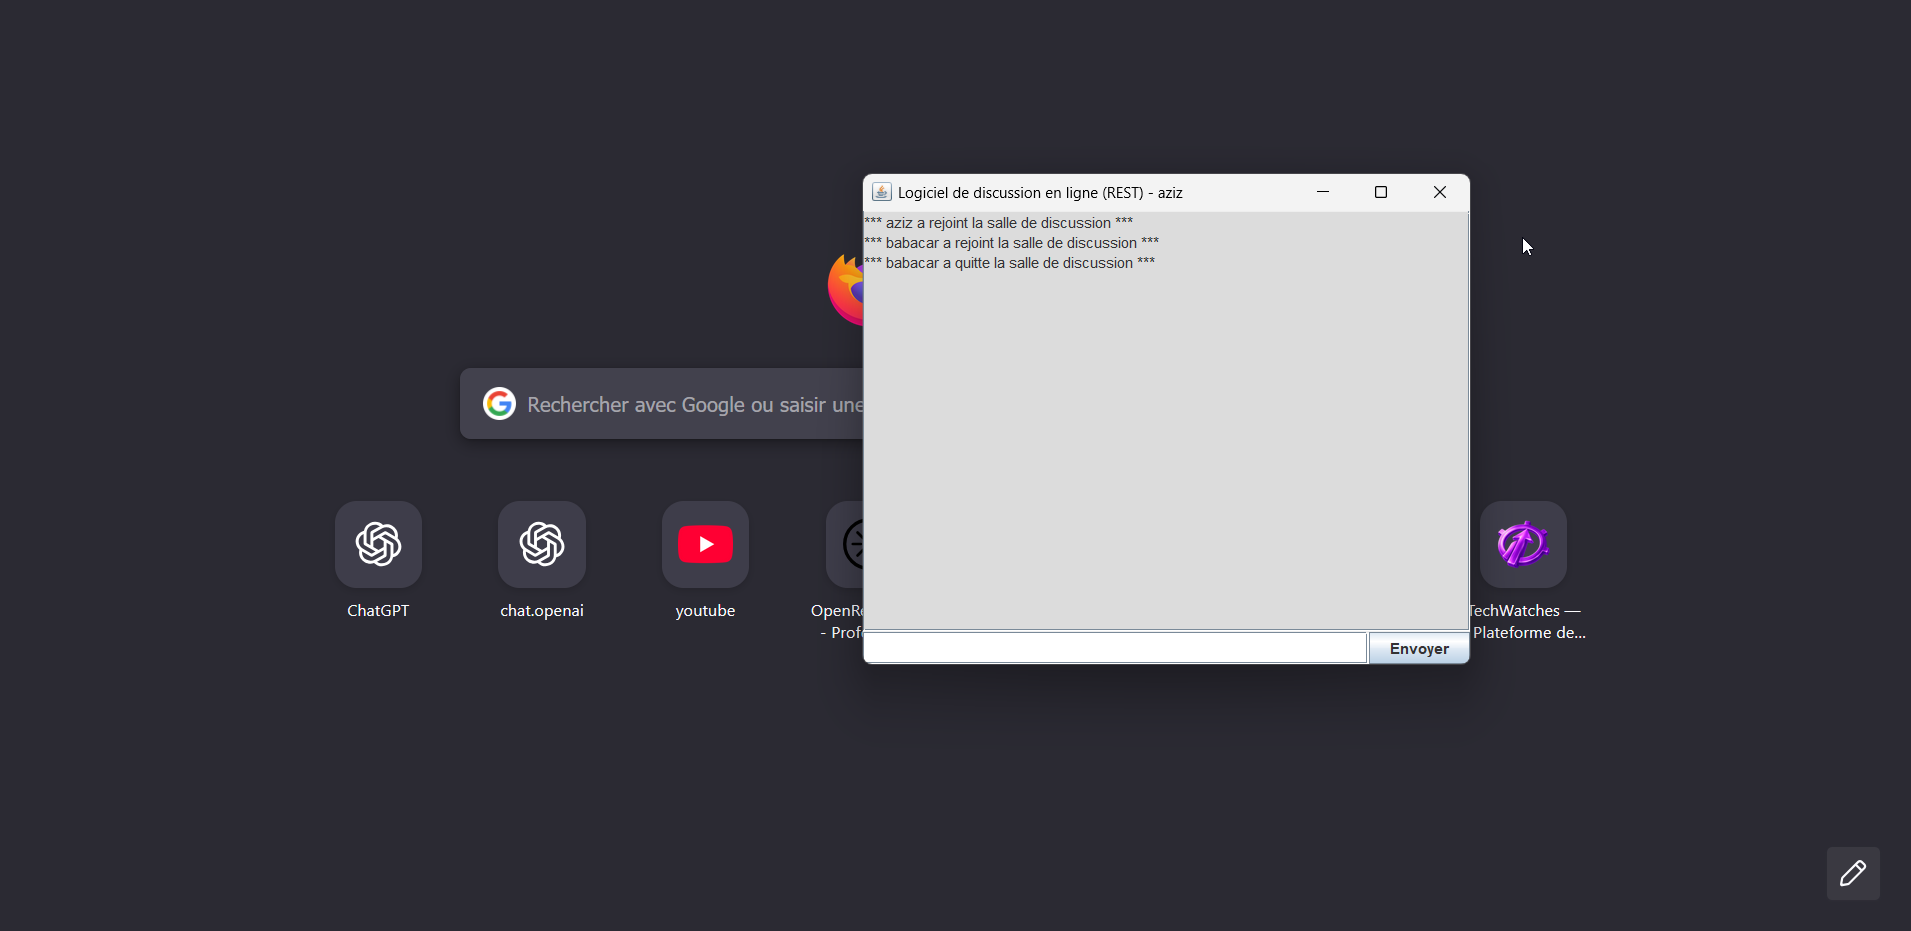 Logiciel de discussion en ligne (REST) - aziz
*** aziz a rejoint la salle de discussion ***
*** babacar a rejoint la salle de discussion ***
*** babacar a quitte la salle de discussion ***
Rechercher avec Google ou saisir une
Envoyer
ChatGPT
chat.openai
youtube
TechWatches —
Plateforme de...